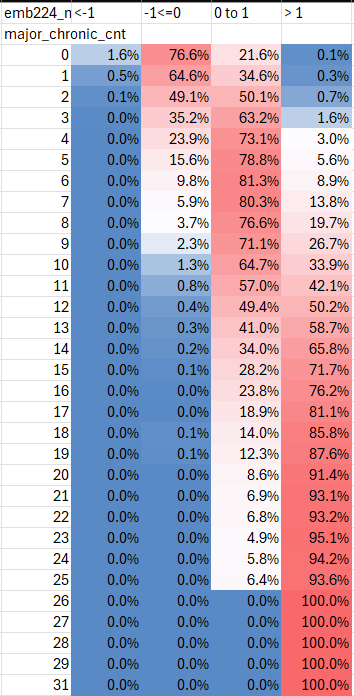 emb224_n <-1 -1<=0 0 to 1 > 1
major_chronic_cnt
0 1.6% 76.6% 21.6% 0.1%
1 0.5% 64.6% 34.6% 0.3%
2 0.1% 49.1% 50.1% 0.7%
3 0.0% 35.2% 63.2% 1.6%
4 0.0% 23.9% 73.1% 3.0%
5 0.0% 15.6% 78.8% 5.6%
6 0.0% 9.8% 81.3% 8.9%
7 0.0% 5.9% 80.3% 13.8%
8 0.0% 3.7% 76.6% 19.7%
9 0.0% 2.3% 71.1% 26.7%
10 0.0% 1.3% 64.7% 33.9%
11 0.0% 0.8% 57.0% 42.1%
12 0.0% 0.4% 49.4% 50.2%
13 0.0% 0.3% 41.0% 58.7%
14 0.0% 0.2% 34.0% 65.8%
15 0.0% 0.1% 28.2% 71.7%
16 0.0% 0.0% 23.8% 76.2%
17 0.0% 0.0% 18.9% 81.1%
18 0.0% 0.1% 14.0% 85.8%
19 0.0% 0.1% 12.3% 87.6%
20 0.0% 0.0% 8.6% 91.4%
21 0.0% 0.0% 6.9% 93.1%
22 0.0% 0.0% 6.8% 93.2%
23 0.0% 0.0% 4.9% 95.1%
24 0.0% 0.0% 5.8% 94.2%
25 0.0% 0.0% 6.4% 93.6%
26 0.0% 0.0% 0.0% 100.0%
27 0.0% 0.0% 0.0% 100.0%
28 0.0% 0.0% 0.0% 100.0%
29 0.0% 0.0% 0.0% 100.0%
31 0.0% 0.0% 0.0% 100.0%